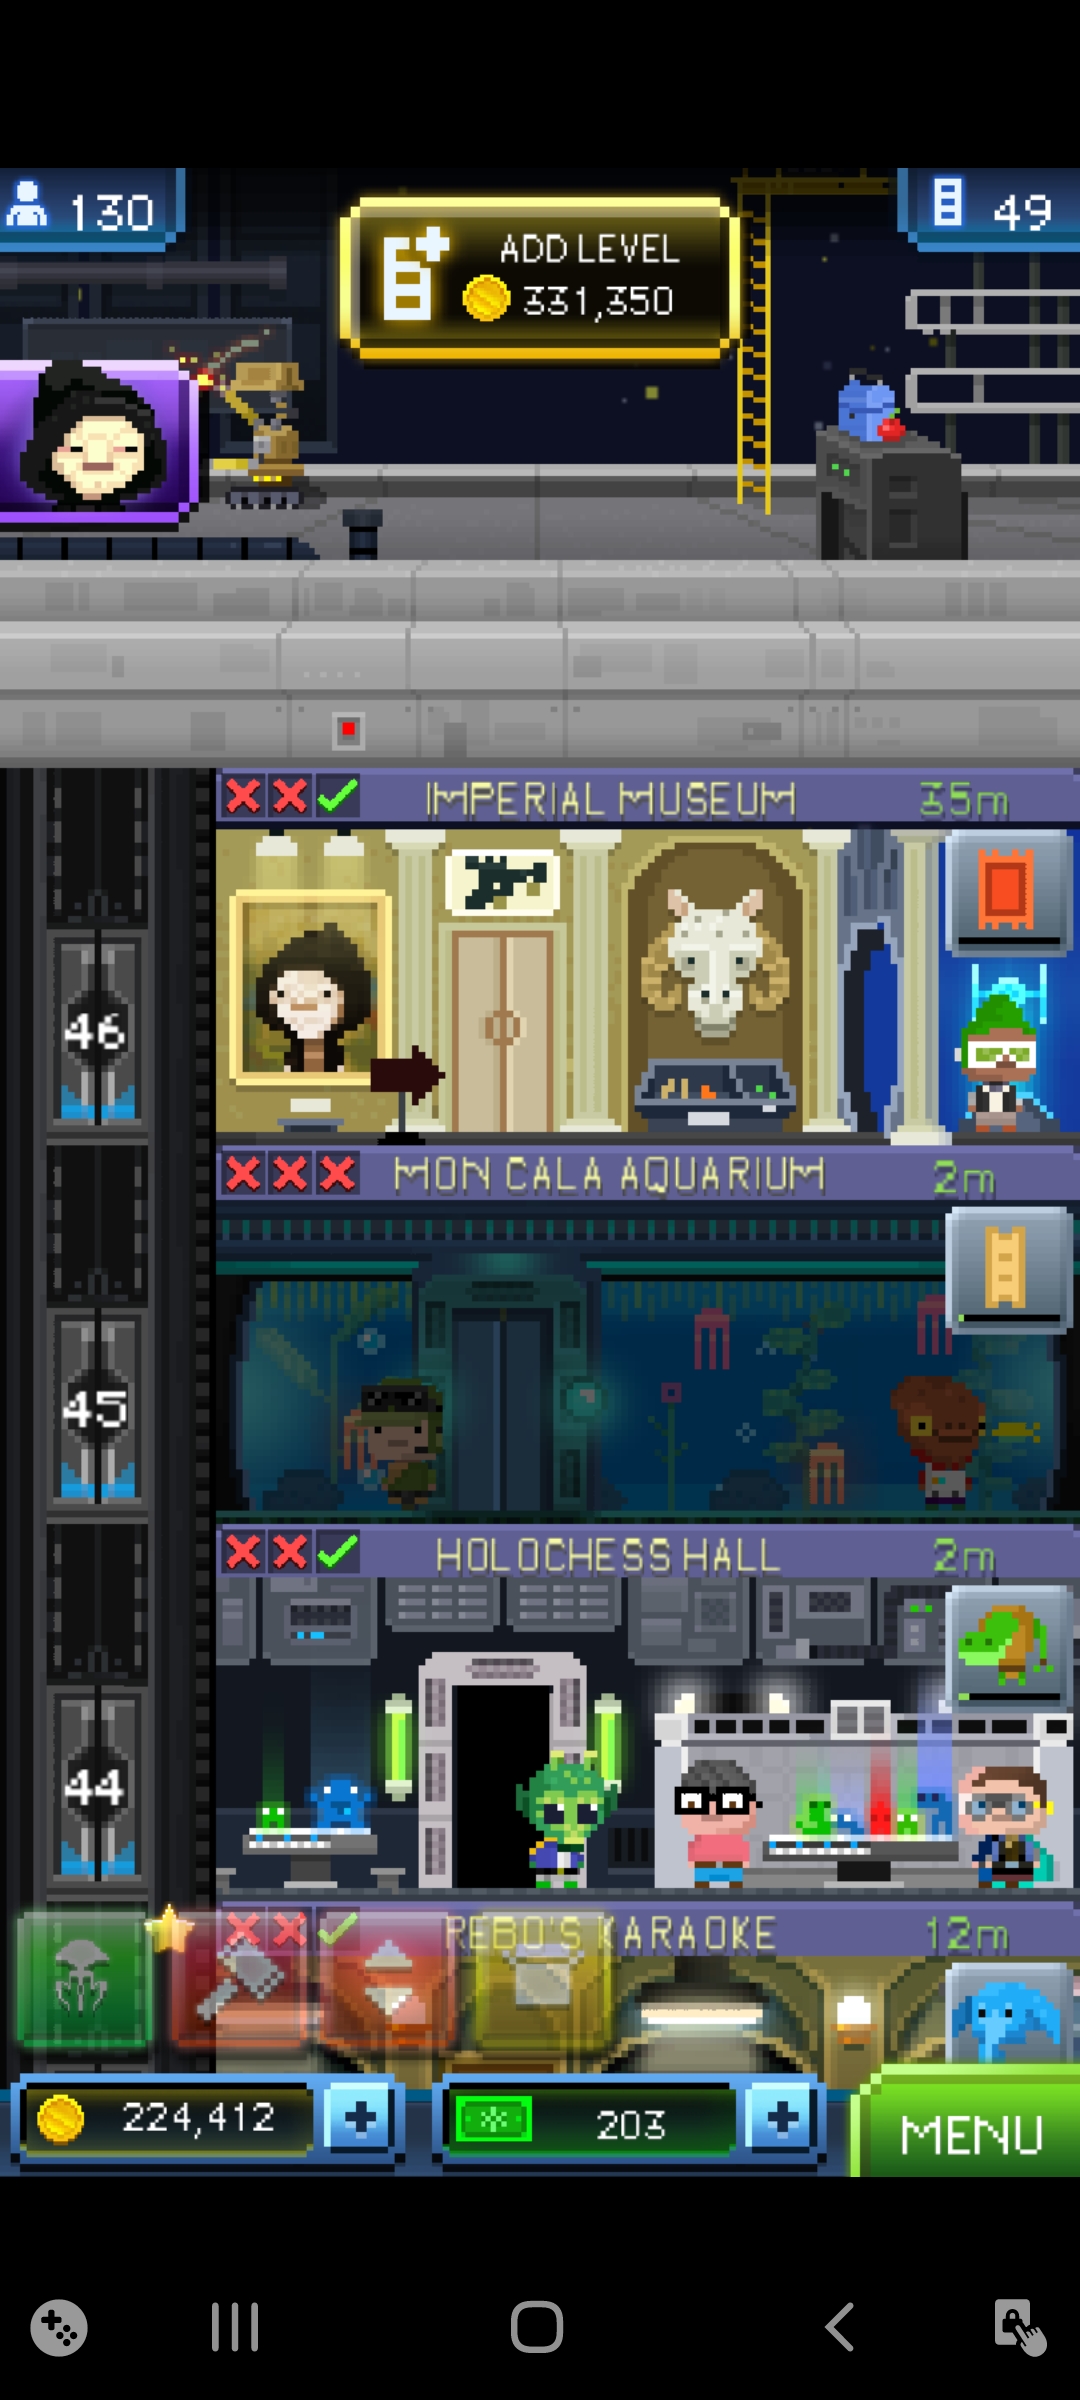 130
ADD LEVEL
331,350
49
IMPERIAL MUSEUM 35m
46
MON CALA AQUARIUM 2m
45
HOLOCHESS HALL 2m
44
REBO'S KARAOKE 12m
224,412
203
MENU